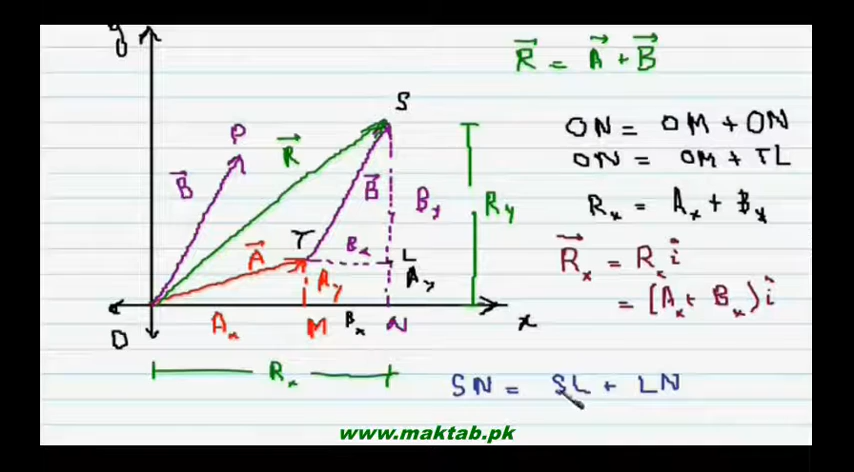 y
R⃗ = A⃗ + B⃗
S
P
R⃗
B⃗
B⃗
ON = OM + ON
ON = OM + TL
By
Ry
Rx = Ax + By
T
A⃗
Bx
L
Ay
Ay
R⃗x = Rx î
= (Ax + Bx) î
O
Ax
M
Bx
N
x
Rx
SN = SL + LN
www.maktab.pk